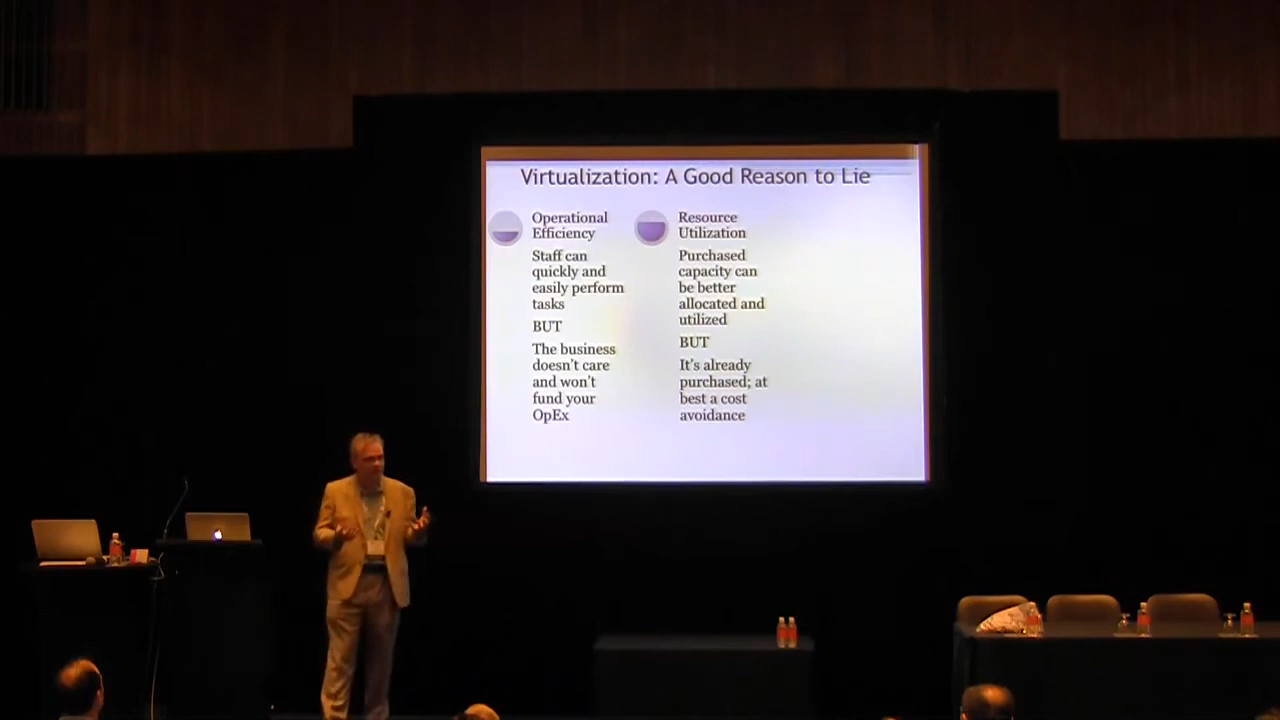 Virtualization: A Good Reason to Lie
Operational
Efficiency
Staff can
quickly and
easily perform
tasks
BUT
The business
doesn't care
and won't
fund your
OpEx
Resource
Utilization
Purchased
capacity can
be better
allocated and
utilized
BUT
It's already
purchased; at
best a cost
avoidance